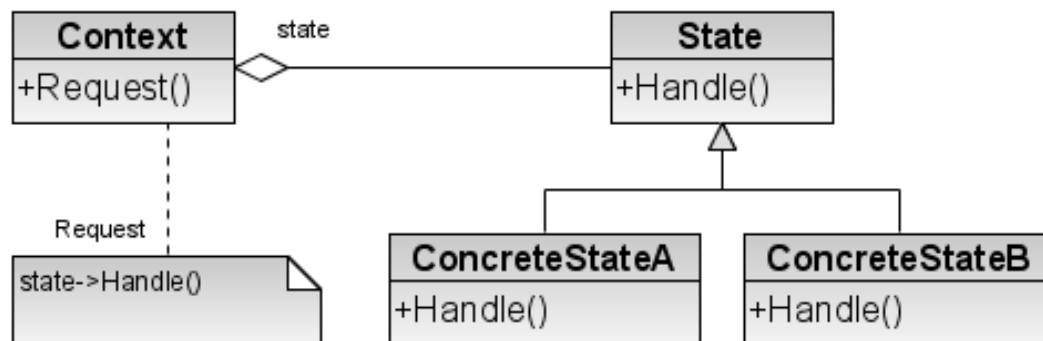 Context
+Request()
state
State
+Handle()
Request
state->Handle()
ConcreteStateA
+Handle()
ConcreteStateB
+Handle()